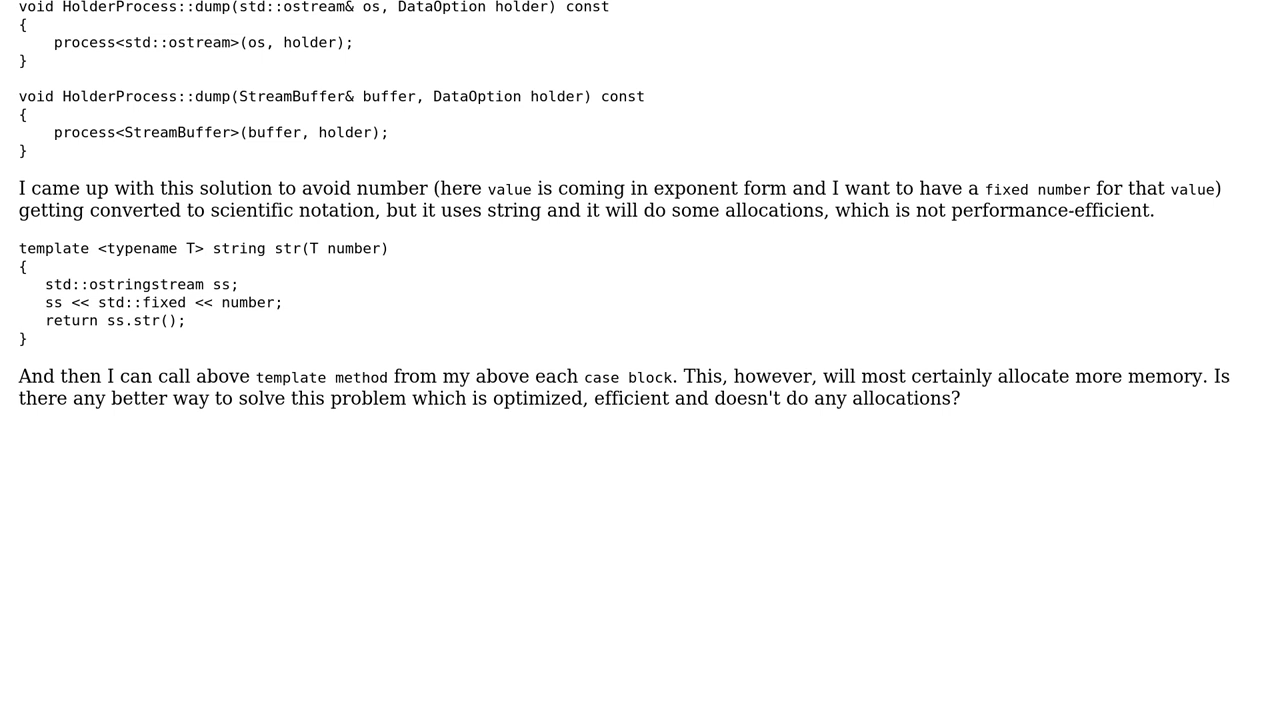 void HolderProcess::dump(std::ostream& os, DataOption holder) const
{
    process<std::ostream>(os, holder);
}
void HolderProcess::dump(StreamBuffer& buffer, DataOption holder) const
{
    process<StreamBuffer>(buffer, holder);
}
I came up with this solution to avoid number (here value is coming in exponent form and I want to have a fixed number for that value)
getting converted to scientific notation, but it uses string and it will do some allocations, which is not performance-efficient.
template <typename T> string str(T number)
{
   std::ostringstream ss;
   ss << std::fixed << number;
   return ss.str();
}
And then I can call above template method from my above each case block. This, however, will most certainly allocate more memory. Is
there any better way to solve this problem which is optimized, efficient and doesn't do any allocations?